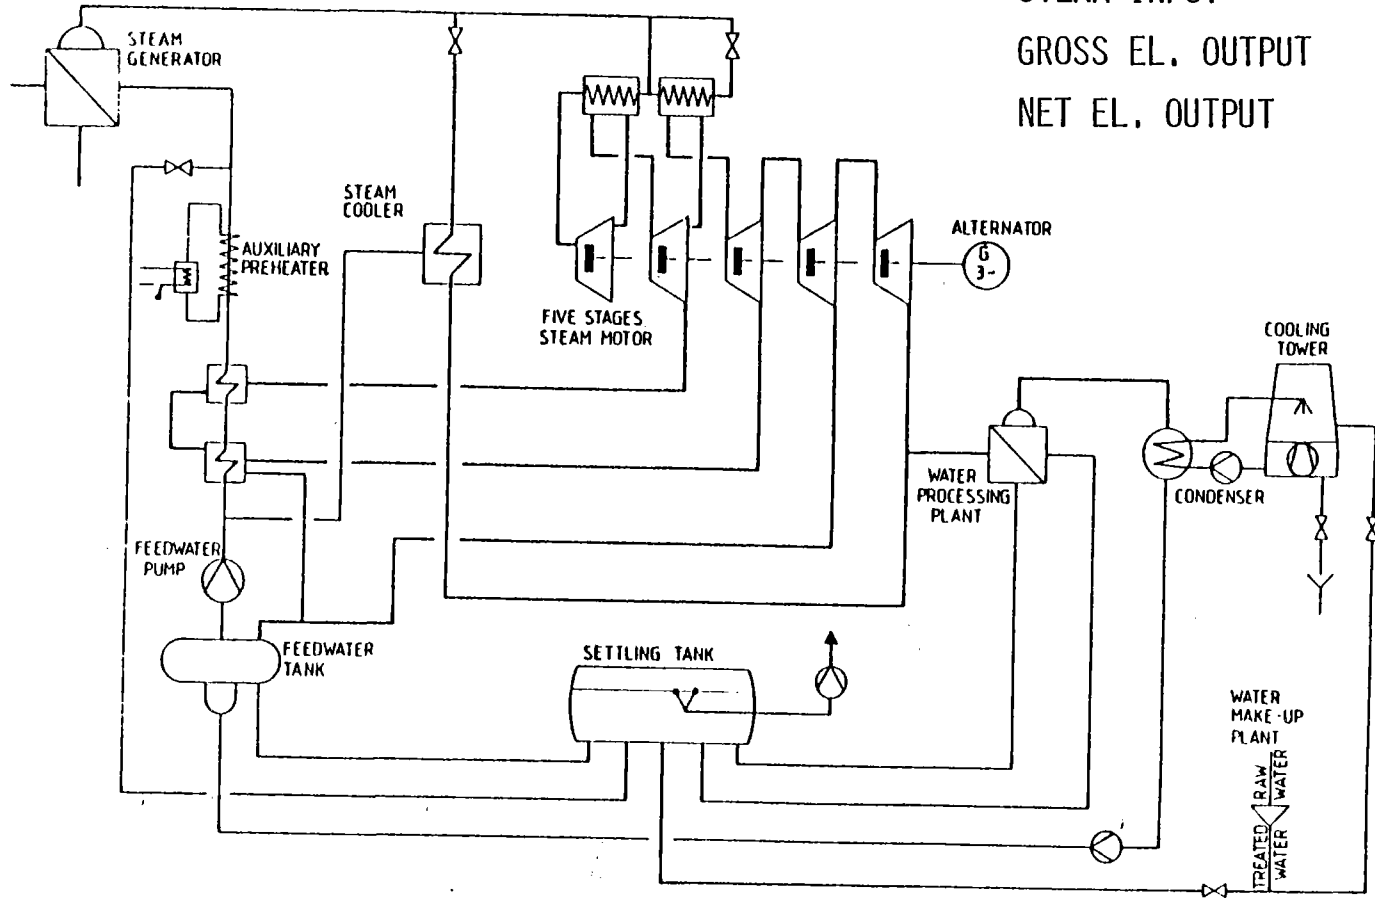 STEAM INPUT
GROSS EL. OUTPUT
NET EL. OUTPUT
STEAM
GENERATOR
STEAM
COOLER
AUXILIARY
PREHEATER
ALTERNATOR
G
3~
FIVE STAGES
STEAM MOTOR
COOLING
TOWER
WATER
PROCESSING
PLANT
CONDENSER
FEEDWATER
PUMP
FEEDWATER
TANK
SETTLING TANK
WATER
MAKE-UP
PLANT
RAW
WATER
TREATED
WATER